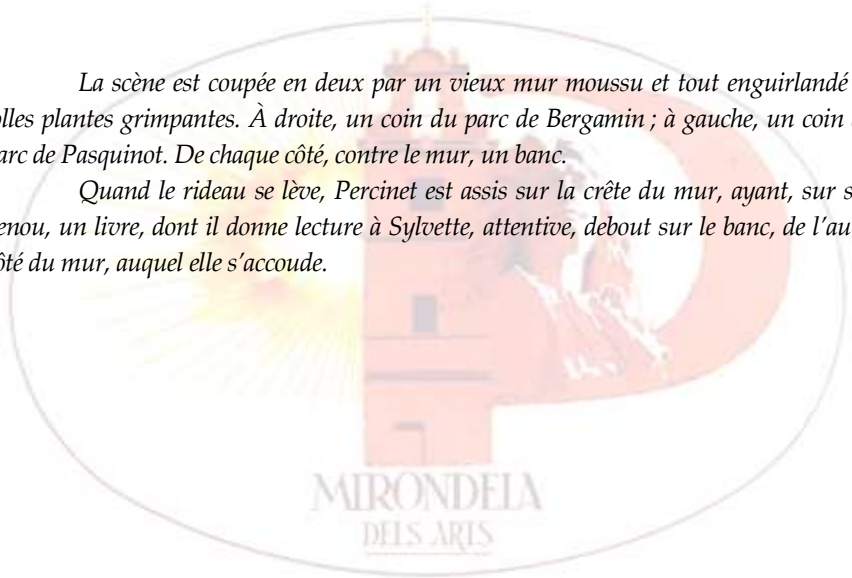 La scène est coupée en deux par un vieux mur moussu et tout enguirlandé
olles plantes grimpantes. À droite, un coin du parc de Bergamin ; à gauche, un coin
arc de Pasquinot. De chaque côté, contre le mur, un banc.
Quand le rideau se lève, Percinet est assis sur la crête du mur, ayant, sur s
enou, un livre, dont il donne lecture à Sylvette, attentive, debout sur le banc, de l’au
ôté du mur, auquel elle s’accoude.
MIRONDELA
DELS ARTS